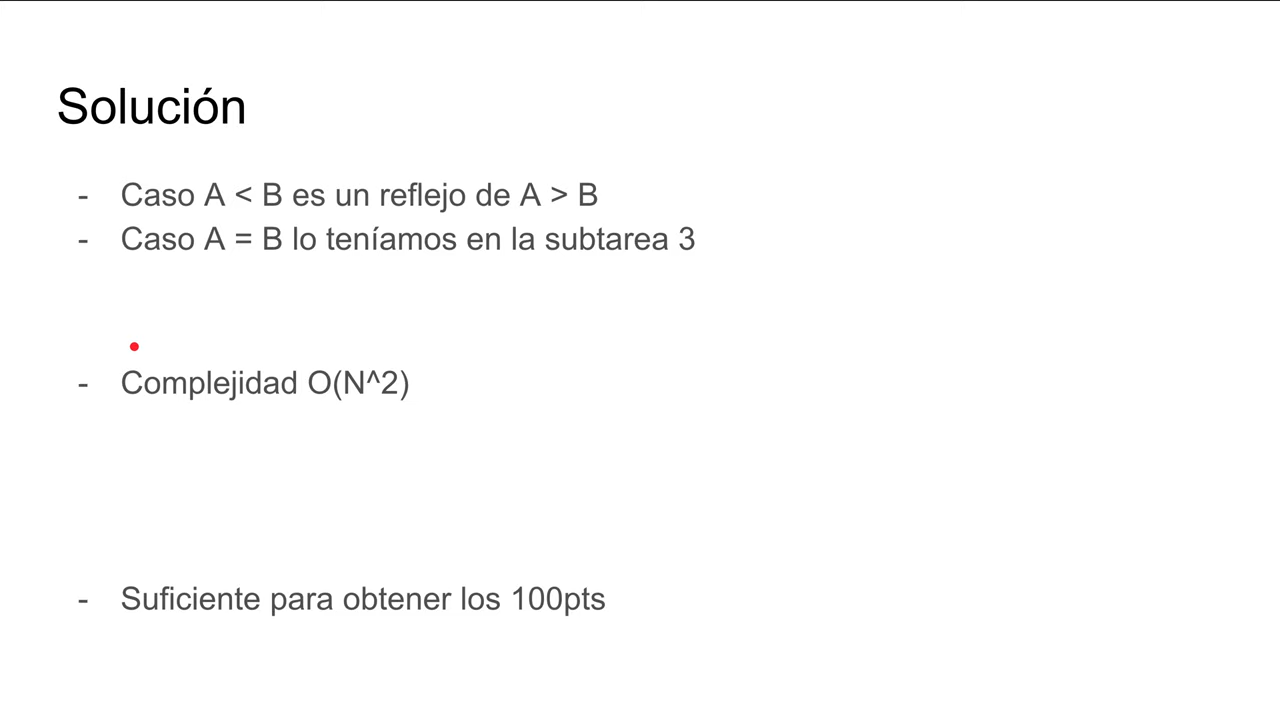 Solución
- Caso A < B es un reflejo de A > B
- Caso A = B lo teníamos en la subtarea 3
- Complejidad O(N^2)
- Suficiente para obtener los 100pts